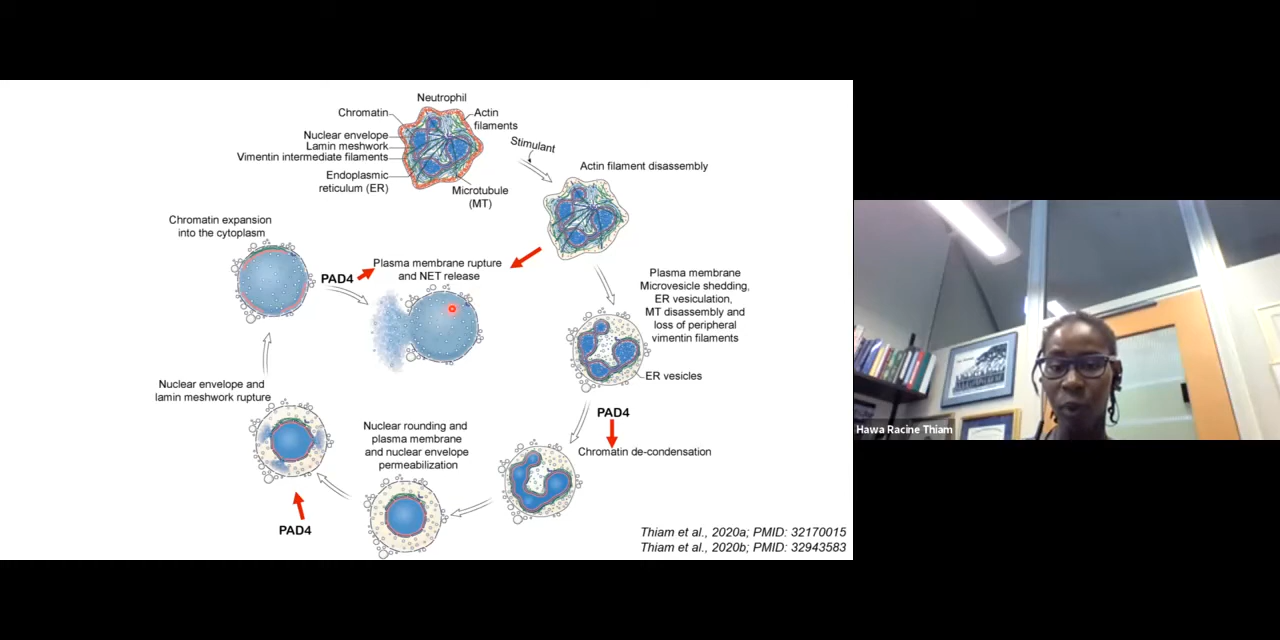 Neutrophil
Chromatin
Actin
filaments
Nuclear envelope
Lamin meshwork
Vimentin intermediate filaments
Endoplasmic
reticulum (ER)
Microtubule
(MT)
Stimulant
Actin filament disassembly
Plasma membrane
Microvesicle shedding,
ER vesiculation,
MT disassembly and
loss of peripheral
vimentin filaments
ER vesicles
PAD4
Chromatin de-condensation
Nuclear rounding and
plasma membrane
and nuclear envelope
permeabilization
PAD4
Nuclear envelope and
lamin meshwork rupture
Chromatin expansion
into the cytoplasm
PAD4
Plasma membrane rupture
and NET release
Thiam et al., 2020a; PMID: 32170015
Thiam et al., 2020b; PMID: 32943583
Hawa Racine Thiam